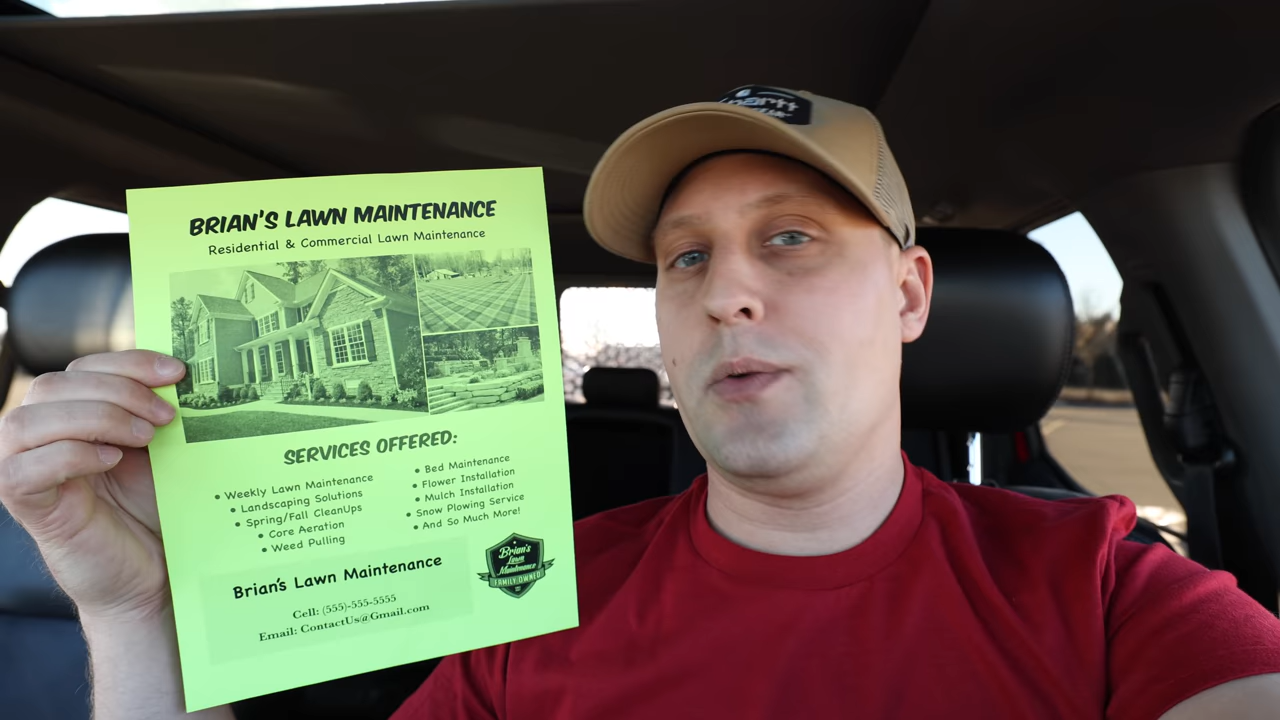 BRIAN'S LAWN MAINTENANCE
Residential & Commercial Lawn Maintenance
SERVICES OFFERED:
• Weekly Lawn Maintenance
• Landscaping Solutions
• Spring/Fall CleanUps
• Core Aeration
• Weed Pulling
• Bed Maintenance
• Flower Installation
• Mulch Installation
• Snow Plowing Service
• And So Much More!
Brian's Lawn Maintenance
Cell: (555)-555-5555
Email: ContactUs@Gmail.com
Brian's
Lawn
Maintenance
FAMILY OWNED